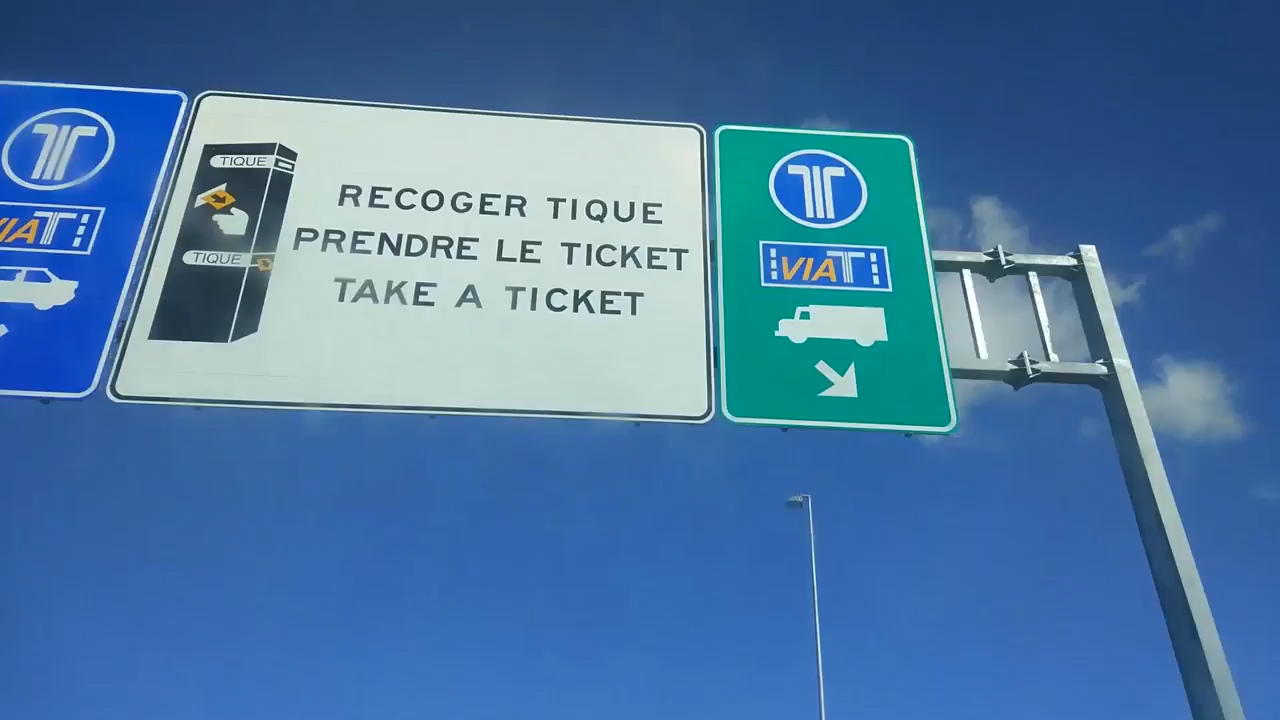 VIAT
TIQUE
TIQUE
RECOGER TIQUE
PRENDRE LE TICKET
TAKE A TICKET
VIAT